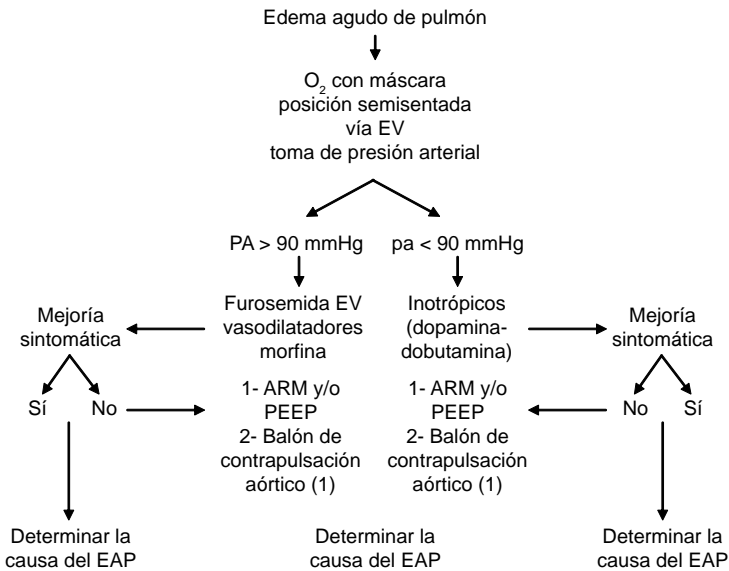 Edema agudo de pulmón
O2 con máscara
posición semisentada
vía EV
toma de presión arterial
PA > 90 mmHg
pa < 90 mmHg
Mejoría
sintomática
Furosemida EV
vasodilatadores
morfina
Inotrópicos
(dopamina-
dobutamina)
Mejoría
sintomática
Sí
No
1- ARM y/o
PEEP
2- Balón de
contrapulsación
aórtico (1)
1- ARM y/o
PEEP
2- Balón de
contrapulsación
aórtico (1)
No
Sí
Determinar la
causa del EAP
Determinar la
causa del EAP
Determinar la
causa del EAP